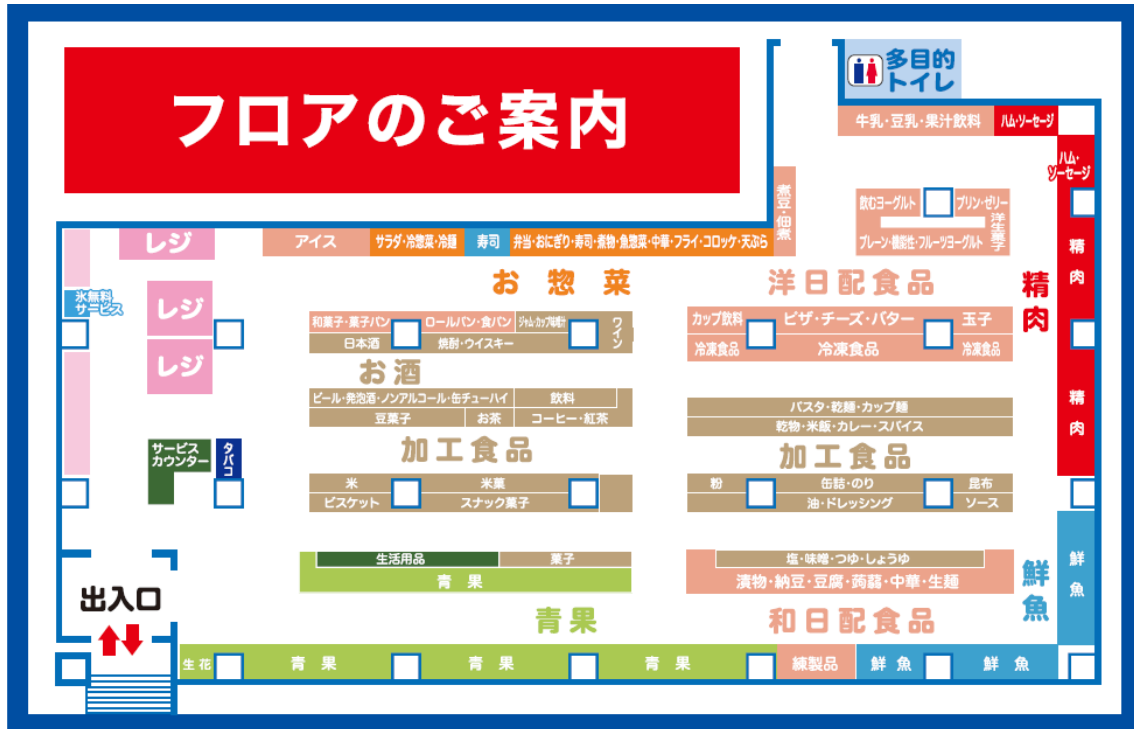 フロアのご案内
多目的
トイレ
牛乳・豆乳・果汁飲料
ハム・ソーセージ
ハム・
ソーセージ
煮豆・佃煮
飲むヨーグルト
プリン・ゼリー
洋生菓子
プレーン・機能性・フルーツヨーグルト
レジ
アイス
サラダ・冷惣菜・冷麺
寿司
弁当・おにぎり・寿司・煮物・魚惣菜・中華・フライ・コロッケ・天ぷら
精肉
お惣菜
洋日配食品
精肉
氷無料
サービス
レジ
和菓子・菓子パン
ロールパン・食パン
ジャム・カップ味噌汁
ワイン
カップ飲料
ピザ・チーズ・バター
玉子
日本酒
焼酎・ウイスキー
冷凍食品
冷凍食品
冷凍食品
レジ
お酒
ビール・発泡酒・ノンアルコール・缶チューハイ
飲料
パスタ・乾麺・カップ麺
精肉
豆菓子
お茶
コーヒー・紅茶
乾物・米飯・カレー・スパイス
サービス
カウンター
タバコ
加工食品
加工食品
米
米菓
粉
缶詰・のり
昆布
ビスケット
スナック菓子
油・ドレッシング
ソース
生活用品
菓子
塩・味噌・つゆ・しょうゆ
鮮魚
鮮魚
青果
漬物・納豆・豆腐・蒟蒻・中華・生麺
出入口
青果
和日配食品
生花
青果
青果
青果
練製品
鮮魚
鮮魚